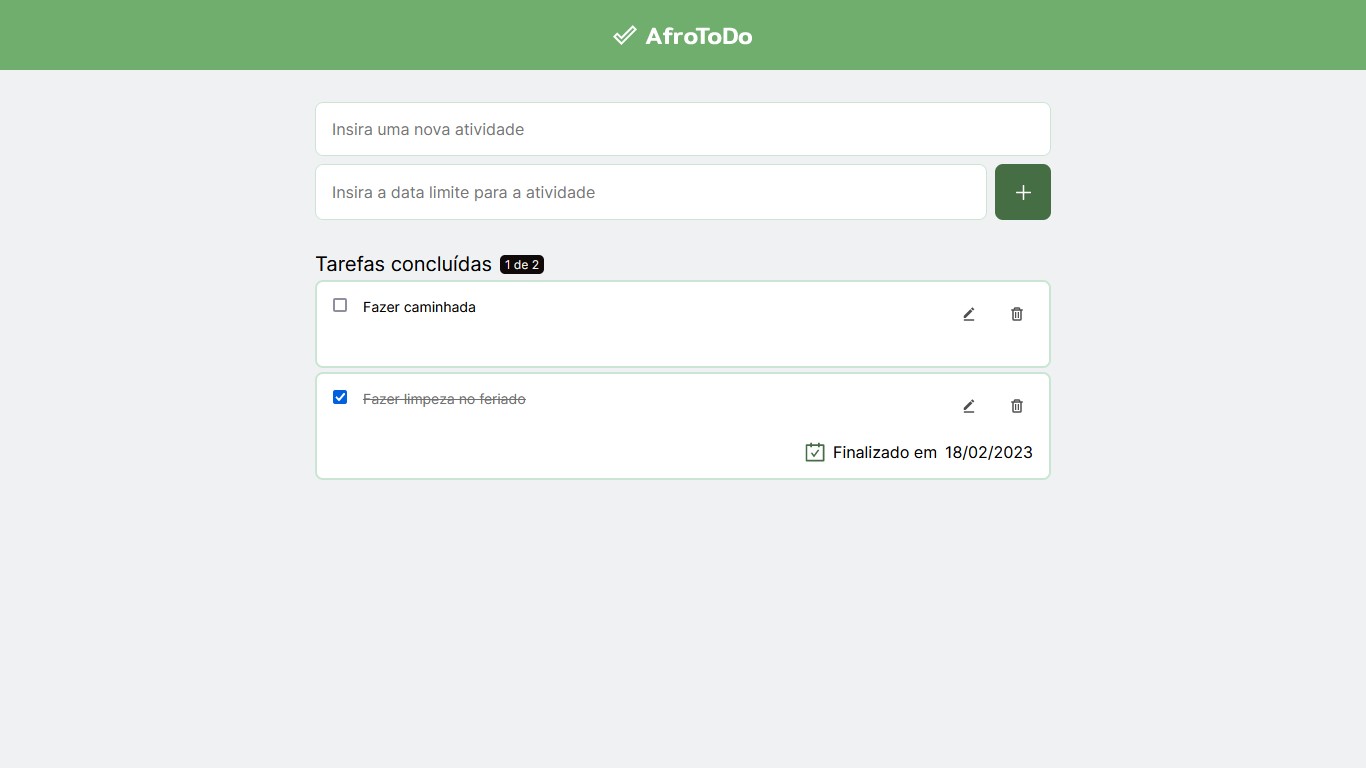 AfroToDo
Insira uma nova atividade
Insira a data limite para a atividade
Tarefas concluídas 1 de 2
Fazer caminhada
Fazer limpeza no feriado
Finalizado em 18/02/2023